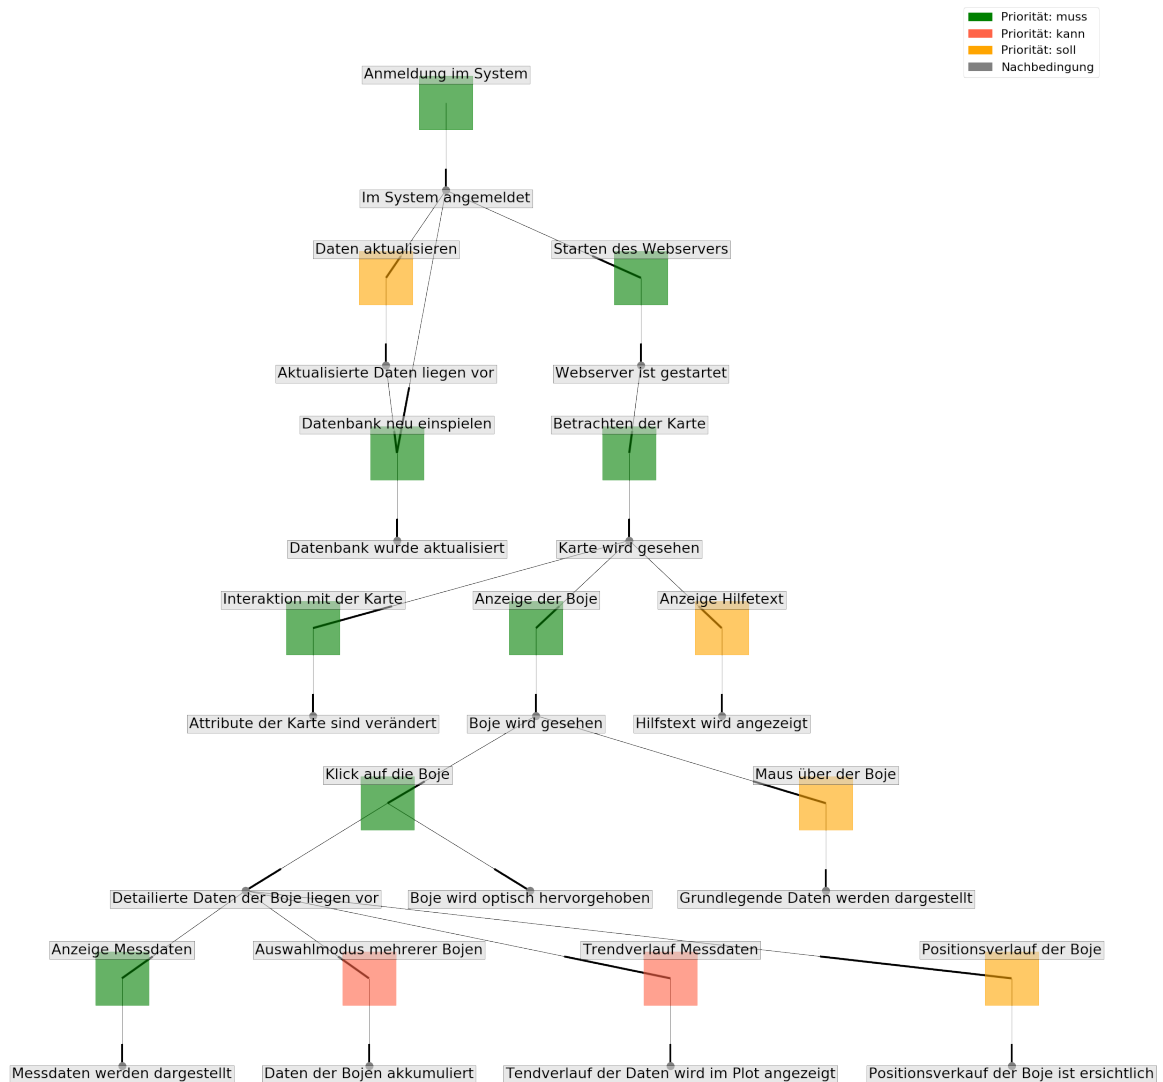 Priorität: muss
Priorität: kann
Priorität: soll
Nachbedingung
Anmeldung im System
Im System angemeldet
Daten aktualisieren
Starten des Webservers
Aktualisierte Daten liegen vor
Webserver ist gestartet
Datenbank neu einspielen
Betrachten der Karte
Datenbank wurde aktualisiert
Karte wird gesehen
Interaktion mit der Karte
Anzeige der Boje
Anzeige Hilfetext
Attribute der Karte sind verändert
Boje wird gesehen
Hilfstext wird angezeigt
Klick auf die Boje
Maus über der Boje
Detailierte Daten der Boje liegen vor
Boje wird optisch hervorgehoben
Grundlegende Daten werden dargestellt
Anzeige Messdaten
Auswahlmodus mehrerer Bojen
Trendverlauf Messdaten
Positionsverlauf der Boje
Messdaten werden dargestellt
Daten der Bojen akkumuliert
Tendverlauf der Daten wird im Plot angezeigt
Positionsverkauf der Boje ist ersichtlich